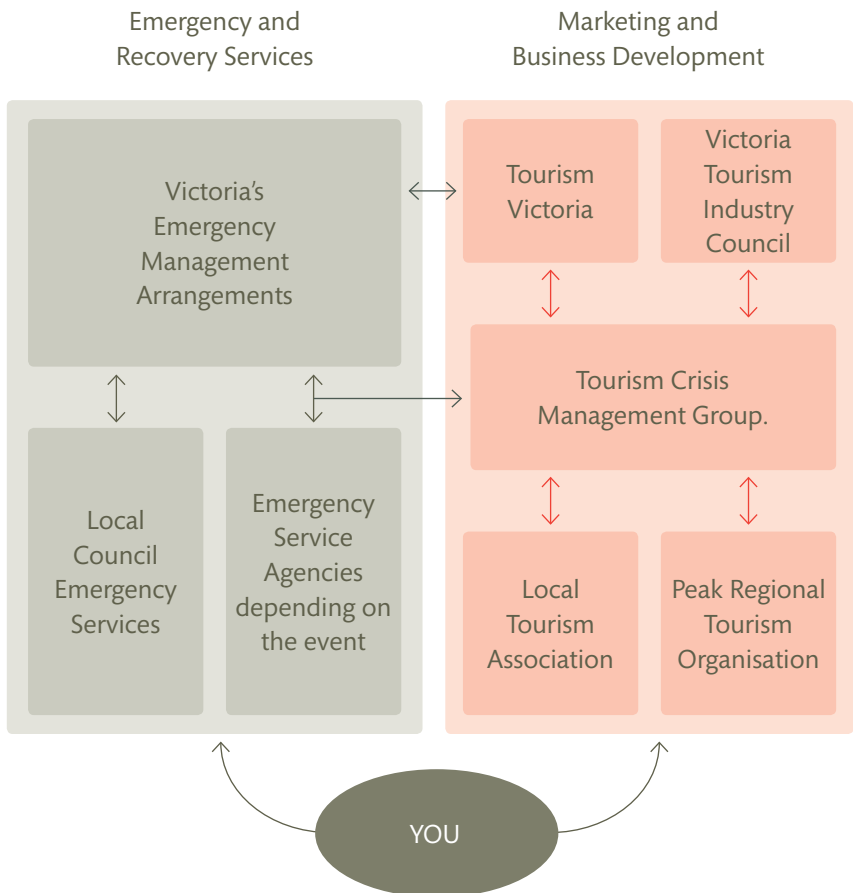 Emergency and
Recovery Services
Marketing and
Business Development
Victoria's
Emergency
Management
Arrangements
Tourism
Victoria
Victoria
Tourism
Industry
Council
Tourism Crisis
Management Group.
Local
Council
Emergency
Services
Emergency
Service
Agencies
depending on
the event
Local
Tourism
Association
Peak Regional
Tourism
Organisation
YOU